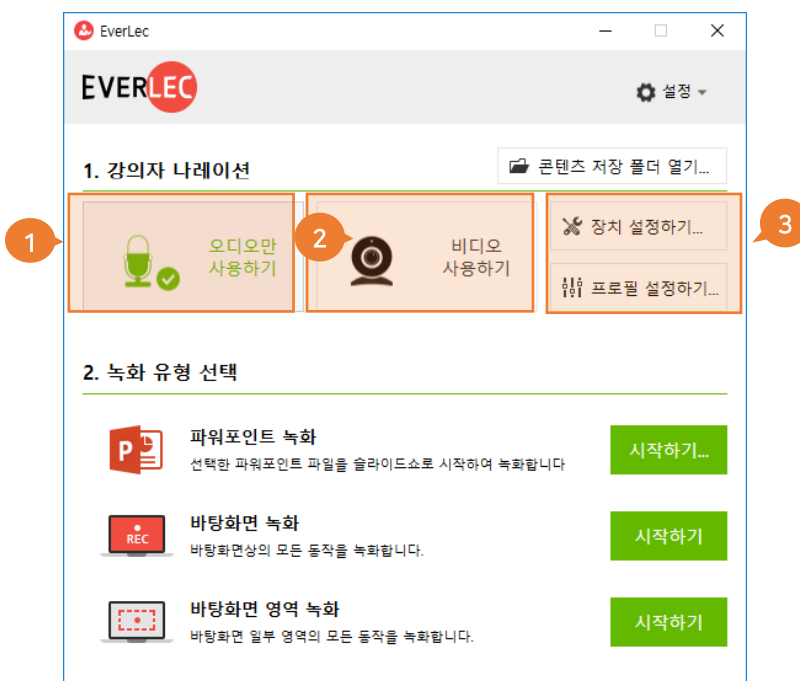 EverLec
EVERLEC
설정
1. 강의자 나레이션
콘텐츠 저장 폴더 열기...
1
오디오만
사용하기
2
비디오
사용하기
장치 설정하기...
프로필 설정하기...
3
2. 녹화 유형 선택
P
파워포인트 녹화
선택한 파워포인트 파일을 슬라이드쇼로 시작하여 녹화합니다
시작하기...
REC
바탕화면 녹화
바탕화면상의 모든 동작을 녹화합니다.
시작하기
바탕화면 영역 녹화
바탕화면 일부 영역의 모든 동작을 녹화합니다.
시작하기